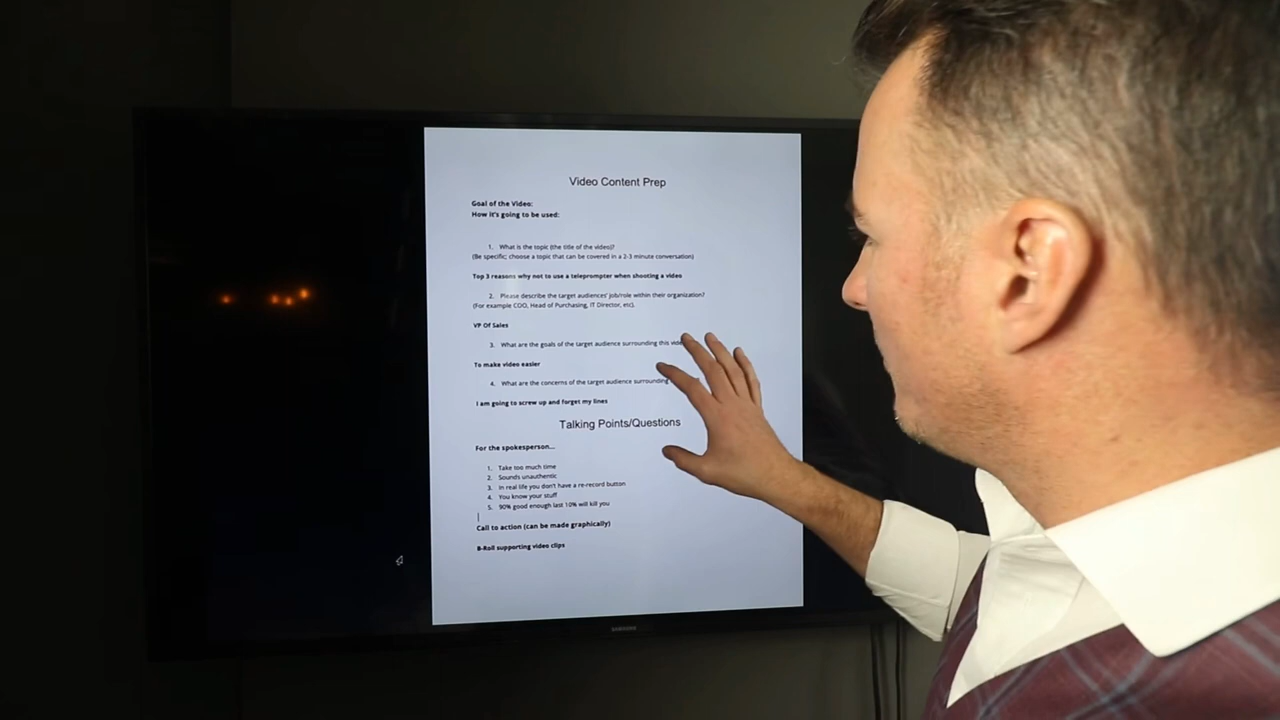 Video Content Prep
Goal of the Video:
How it's going to be used:
1. What is the topic (the title of the video)?
(Be specific; choose a topic that can be covered in a 2-3 minute conversation)
Top 3 reasons why not to use a teleprompter when shooting a video
2. Please describe the target audiences' job/role within their organization?
(For example COO, Head of Purchasing, IT Director, etc).
VP Of Sales
3. What are the goals of the target audience surrounding this
To make video easier
4. What are the concerns of the target audience surrounding
I am going to screw up and forget my lines
Talking Points/Questions
For the spokesperson...
1. Take too much time
2. Sounds unauthentic
3. In real life you don't have a re-record button
4. You know your stuff
5. 90% good enough last 10% will kill you
Call to action (can be made graphically)
B-Roll supporting video clips
SAMSUNG